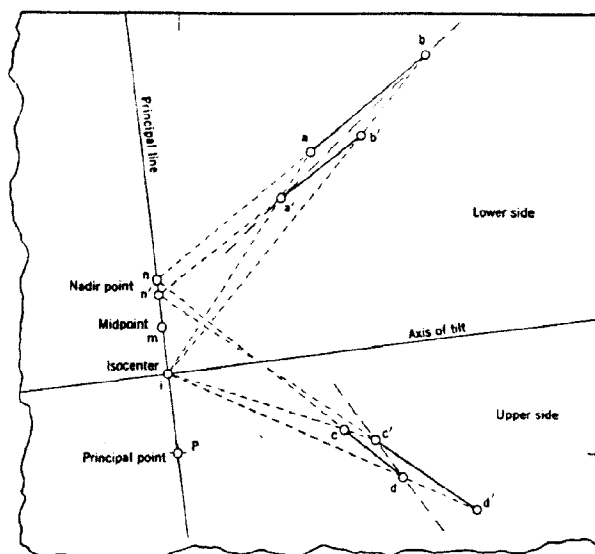 b
Principal line
a
b'
a'
Lower side
n
Nadir point
n'
Midpoint
m
Axis of tilt
Isocenter
i
Upper side
c
c'
Principal point
P
d
d'